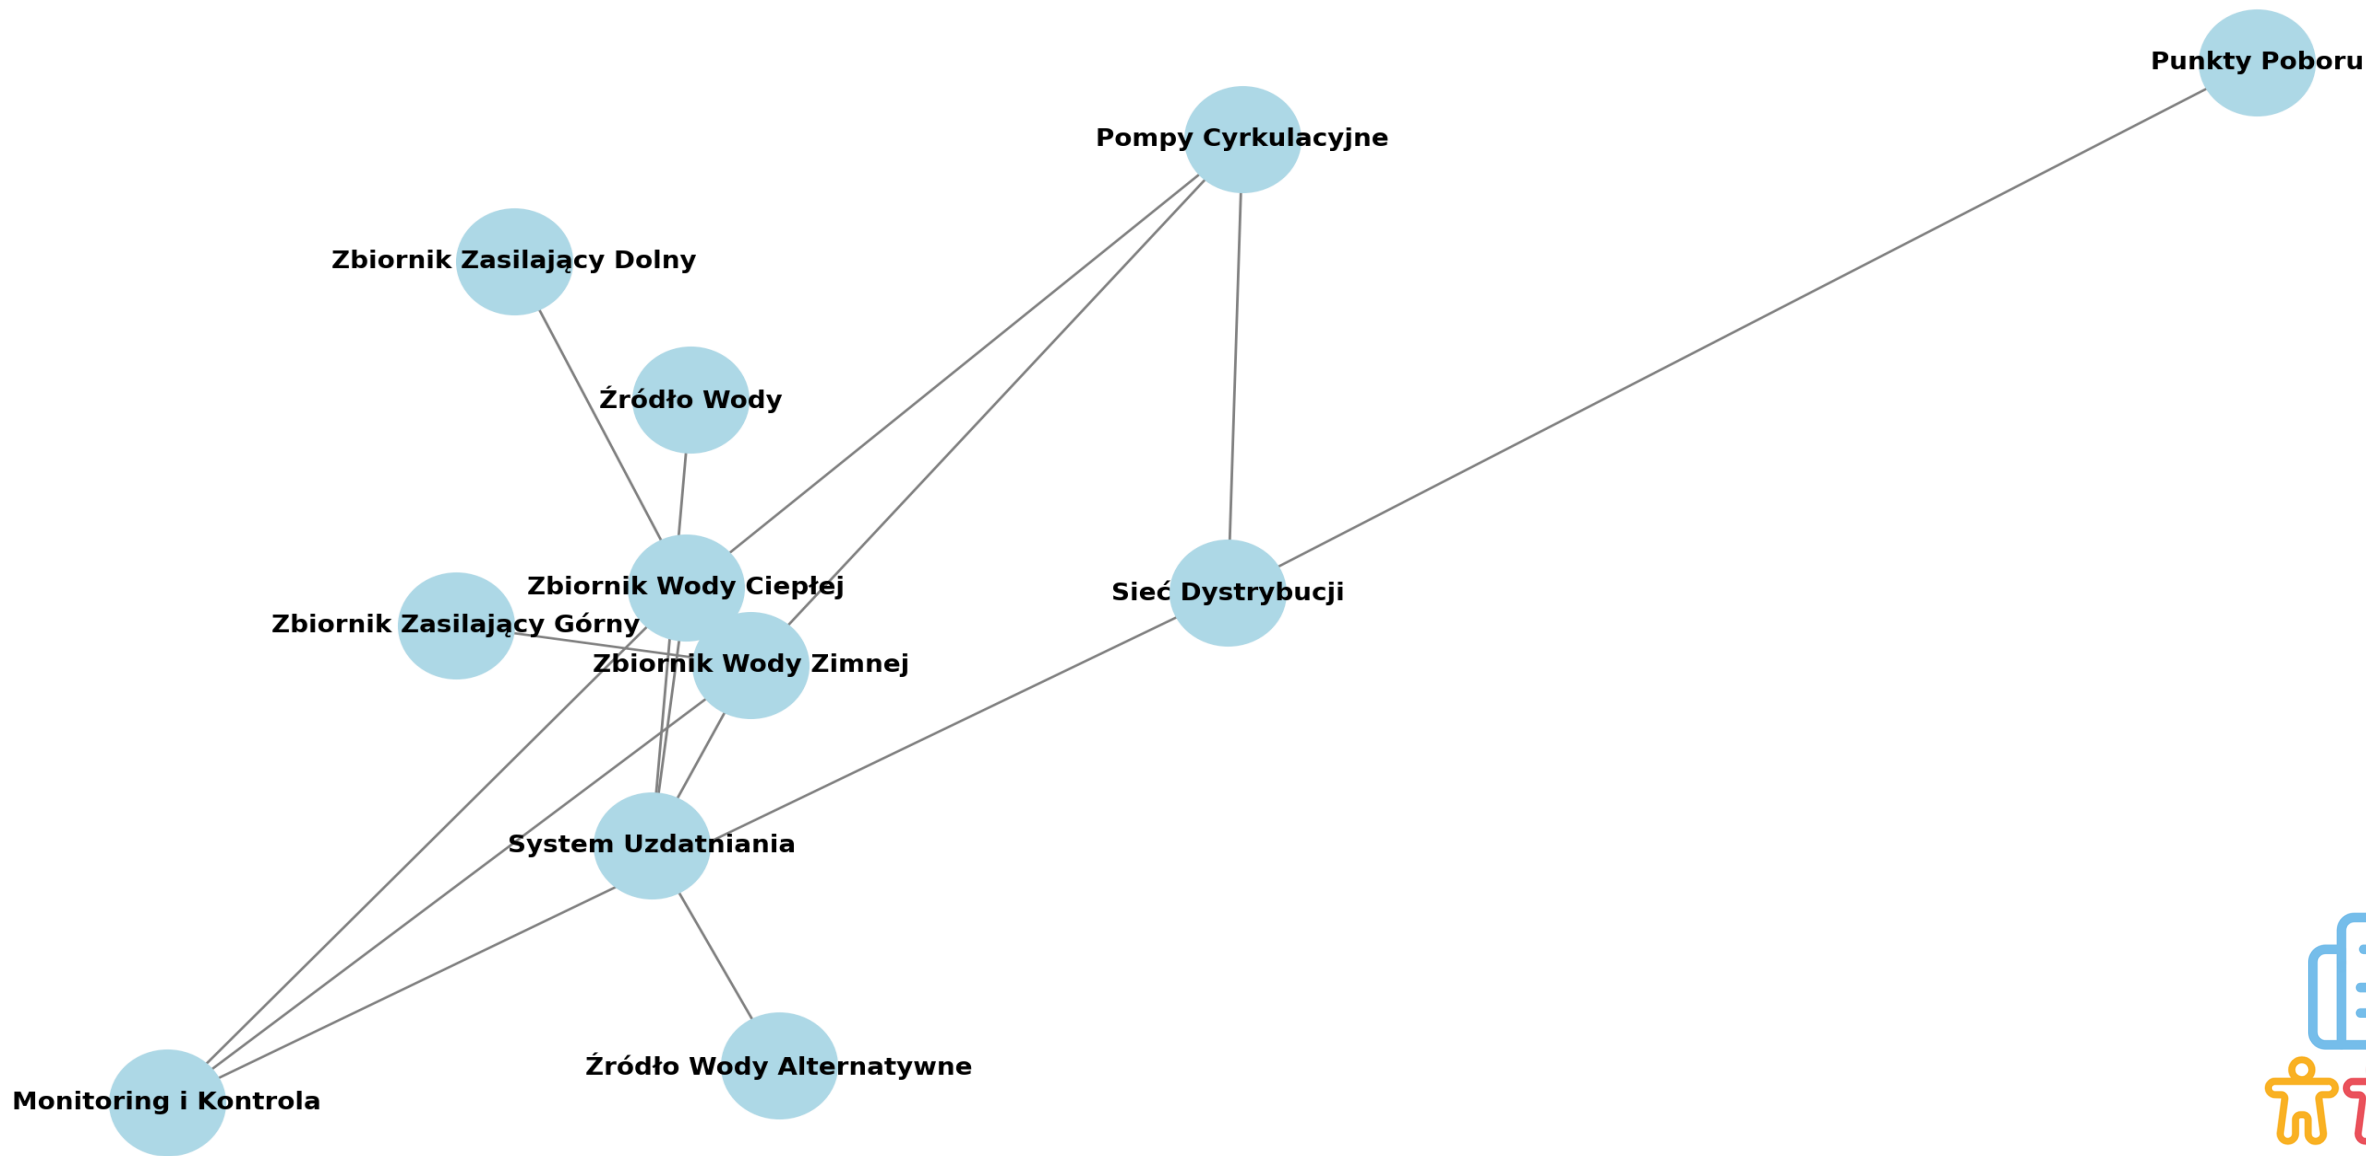 Punkty Poboru
Pompy Cyrkulacyjne
Zbiornik Zasilający Dolny
Źródło Wody
Zbiornik Wody Ciepłej
Sieć Dystrybucji
Zbiornik Zasilający Górny
Zbiornik Wody Zimnej
System Uzdatniania
Źródło Wody Alternatywne
Monitoring i Kontrola